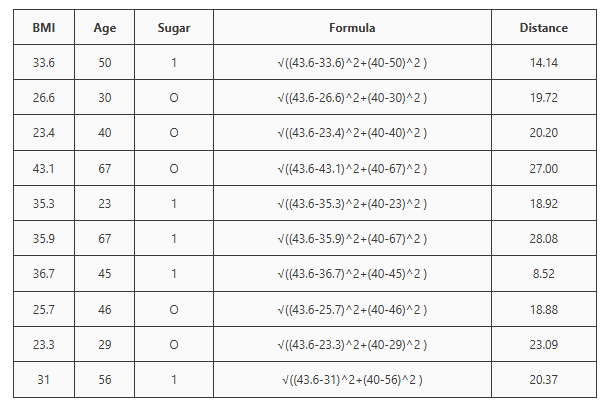 BMI Age Sugar Formula Distance
33.6 50 1 √((43.6-33.6)^2+(40-50)^2 ) 14.14
26.6 30 O √((43.6-26.6)^2+(40-30)^2 ) 19.72
23.4 40 O √((43.6-23.4)^2+(40-40)^2 ) 20.20
43.1 67 O √((43.6-43.1)^2+(40-67)^2 ) 27.00
35.3 23 1 √((43.6-35.3)^2+(40-23)^2 ) 18.92
35.9 67 1 √((43.6-35.9)^2+(40-67)^2 ) 28.08
36.7 45 1 √((43.6-36.7)^2+(40-45)^2 ) 8.52
25.7 46 O √((43.6-25.7)^2+(40-46)^2 ) 18.88
23.3 29 O √((43.6-23.3)^2+(40-29)^2 ) 23.09
31 56 1 √((43.6-31)^2+(40-56)^2 ) 20.37